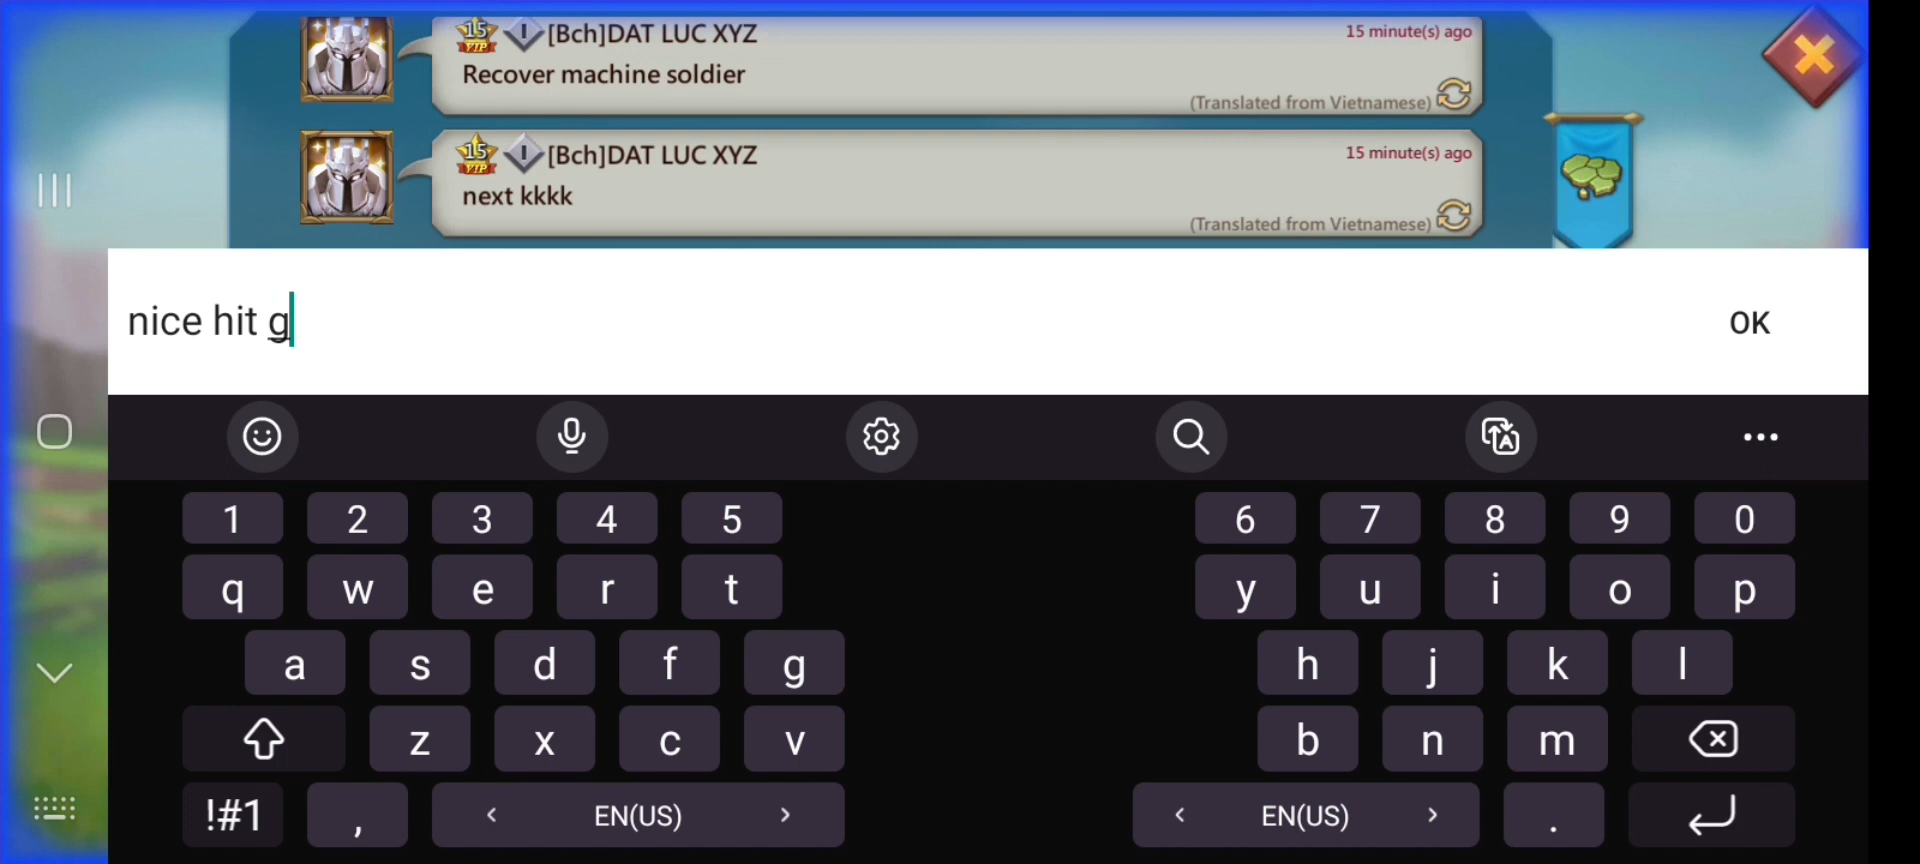 15 VIP I [Bch]DAT LUC XYZ 15 minute(s) ago
Recover machine soldier
(Translated from Vietnamese)
15 VIP I [Bch]DAT LUC XYZ 15 minute(s) ago
next kkkk
(Translated from Vietnamese)
nice hit g OK
1 2 3 4 5 6 7 8 9 0
q w e r t y u i o p
a s d f g h j k l
z x c v b n m
!#1 , < EN(US) > < EN(US) > .